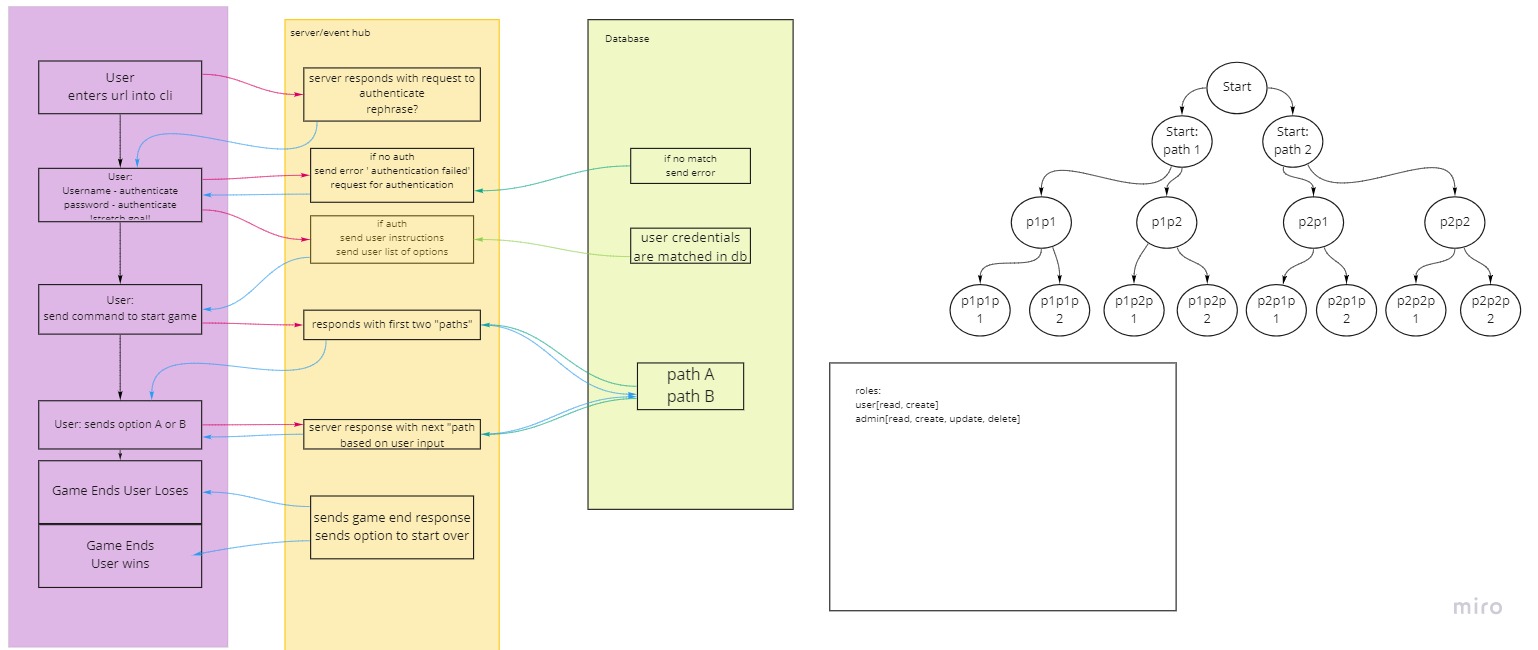 User
enters url into cli
User:
Username - authenticate
password - authenticate
!stretch goal!
User:
send command to start game
User: sends option A or B
Game Ends User Loses
Game Ends
User wins
server/event hub
server responds with request to
authenticate
rephrase?
if no auth
send error ' authentication failed'
request for authentication
if auth
send user instructions
send user list of options
responds with first two "paths"
server response with next "path
based on user input
sends game end response
sends option to start over
Database
if no match
send error
user credentials
are matched in db
path A
path B
Start
Start:
path 1
Start:
path 2
p1p1
p1p2
p2p1
p2p2
p1p1p
1
p1p1p
2
p1p2p
1
p1p2p
2
p2p1p
1
p2p1p
2
p2p2p
1
p2p2p
2
roles:
user[read, create]
admin[read, create, update, delete]
miro